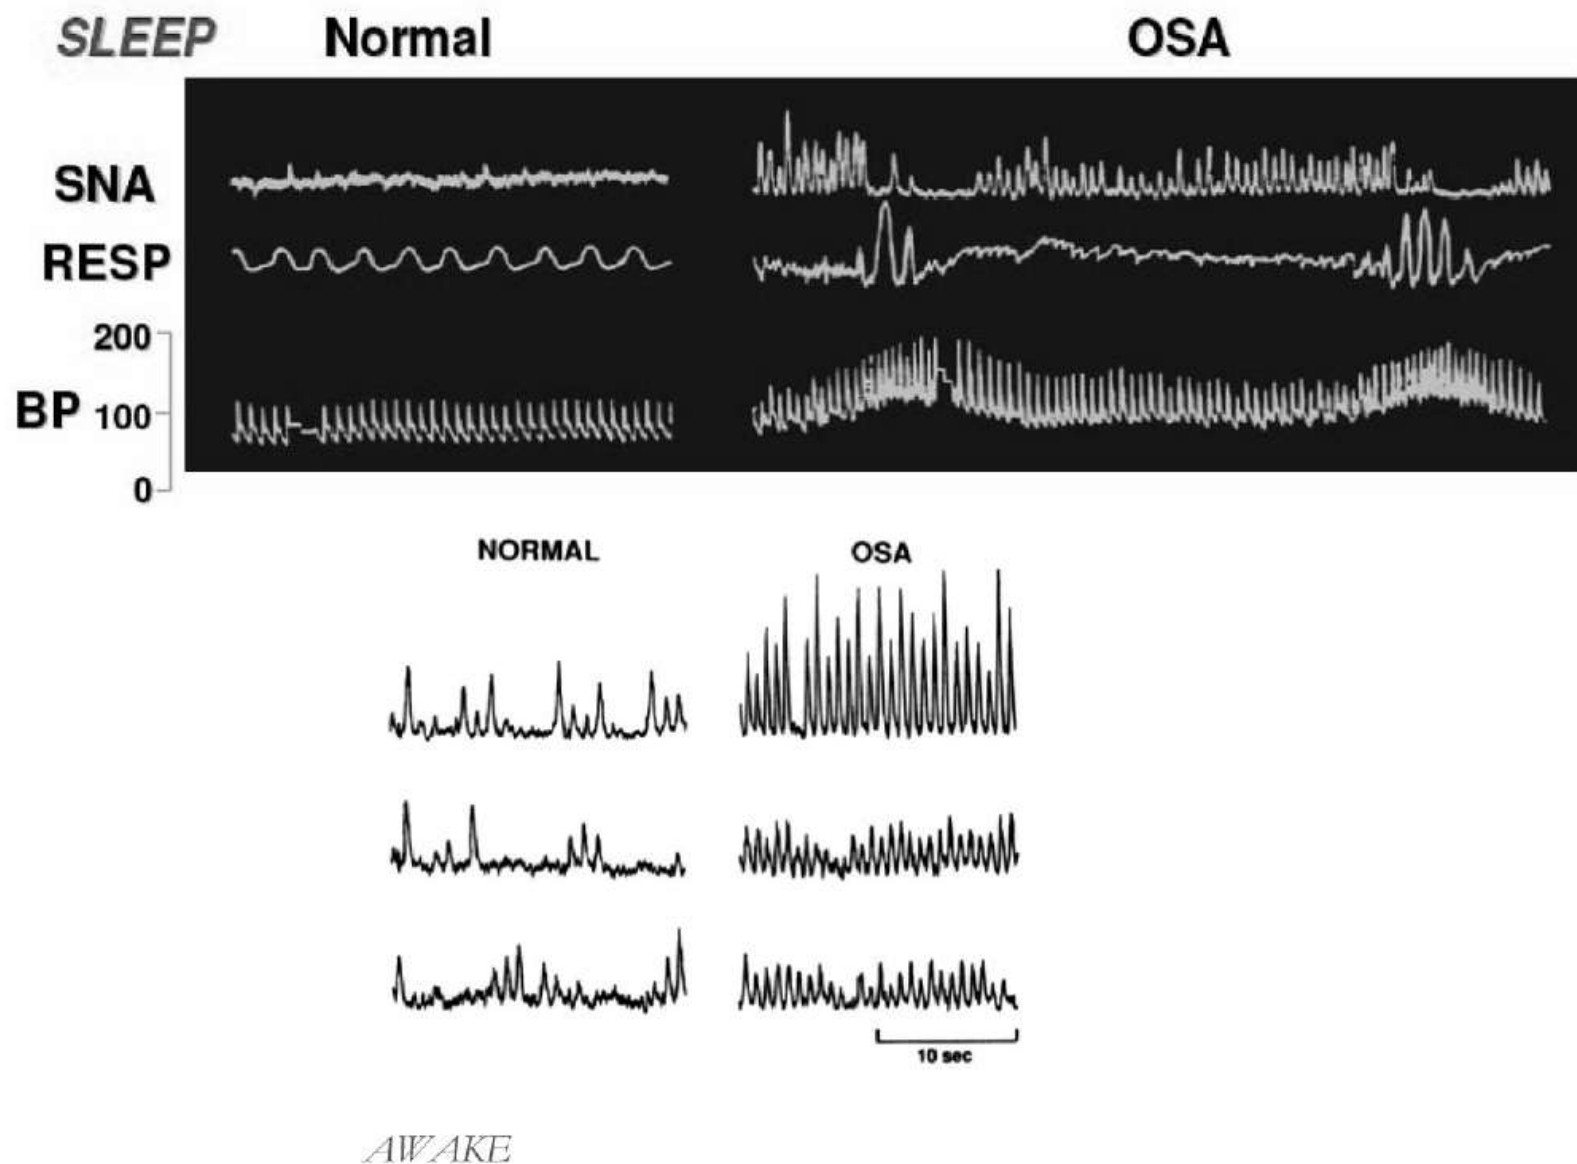 SLEEP Normal OSA
SNA
RESP
200
BP 100
0
NORMAL OSA
10 sec
AWAKE